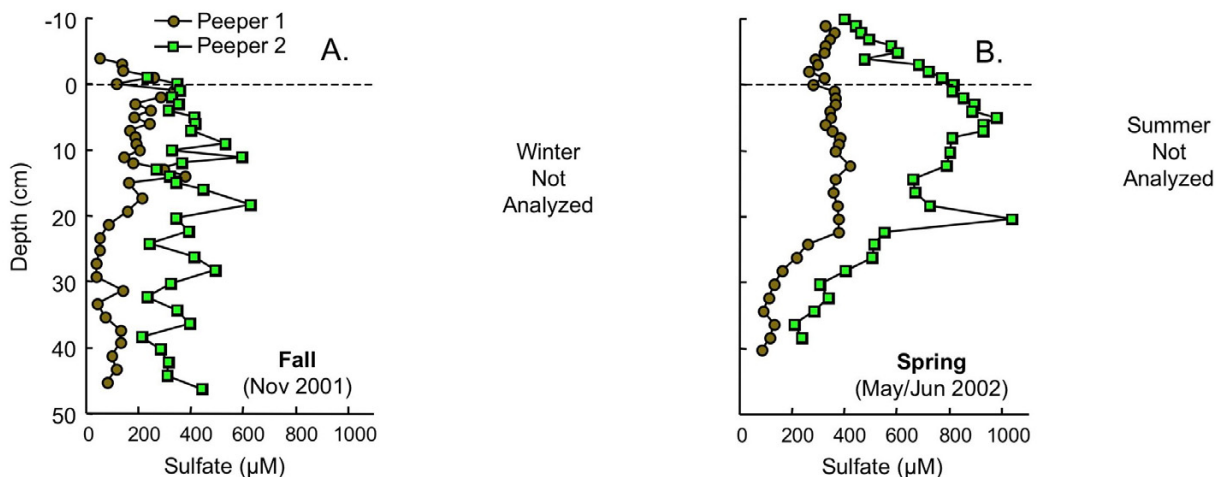 Peeper 1
Peeper 2
A.
-10
0
10
20
30
40
50
Depth (cm)
Fall
(Nov 2001)
0 200 400 600 800 1000
Sulfate (µM)
Winter
Not
Analyzed
B.
Spring
(May/Jun 2002)
0 200 400 600 800 1000
Sulfate (µM)
Summer
Not
Analyzed